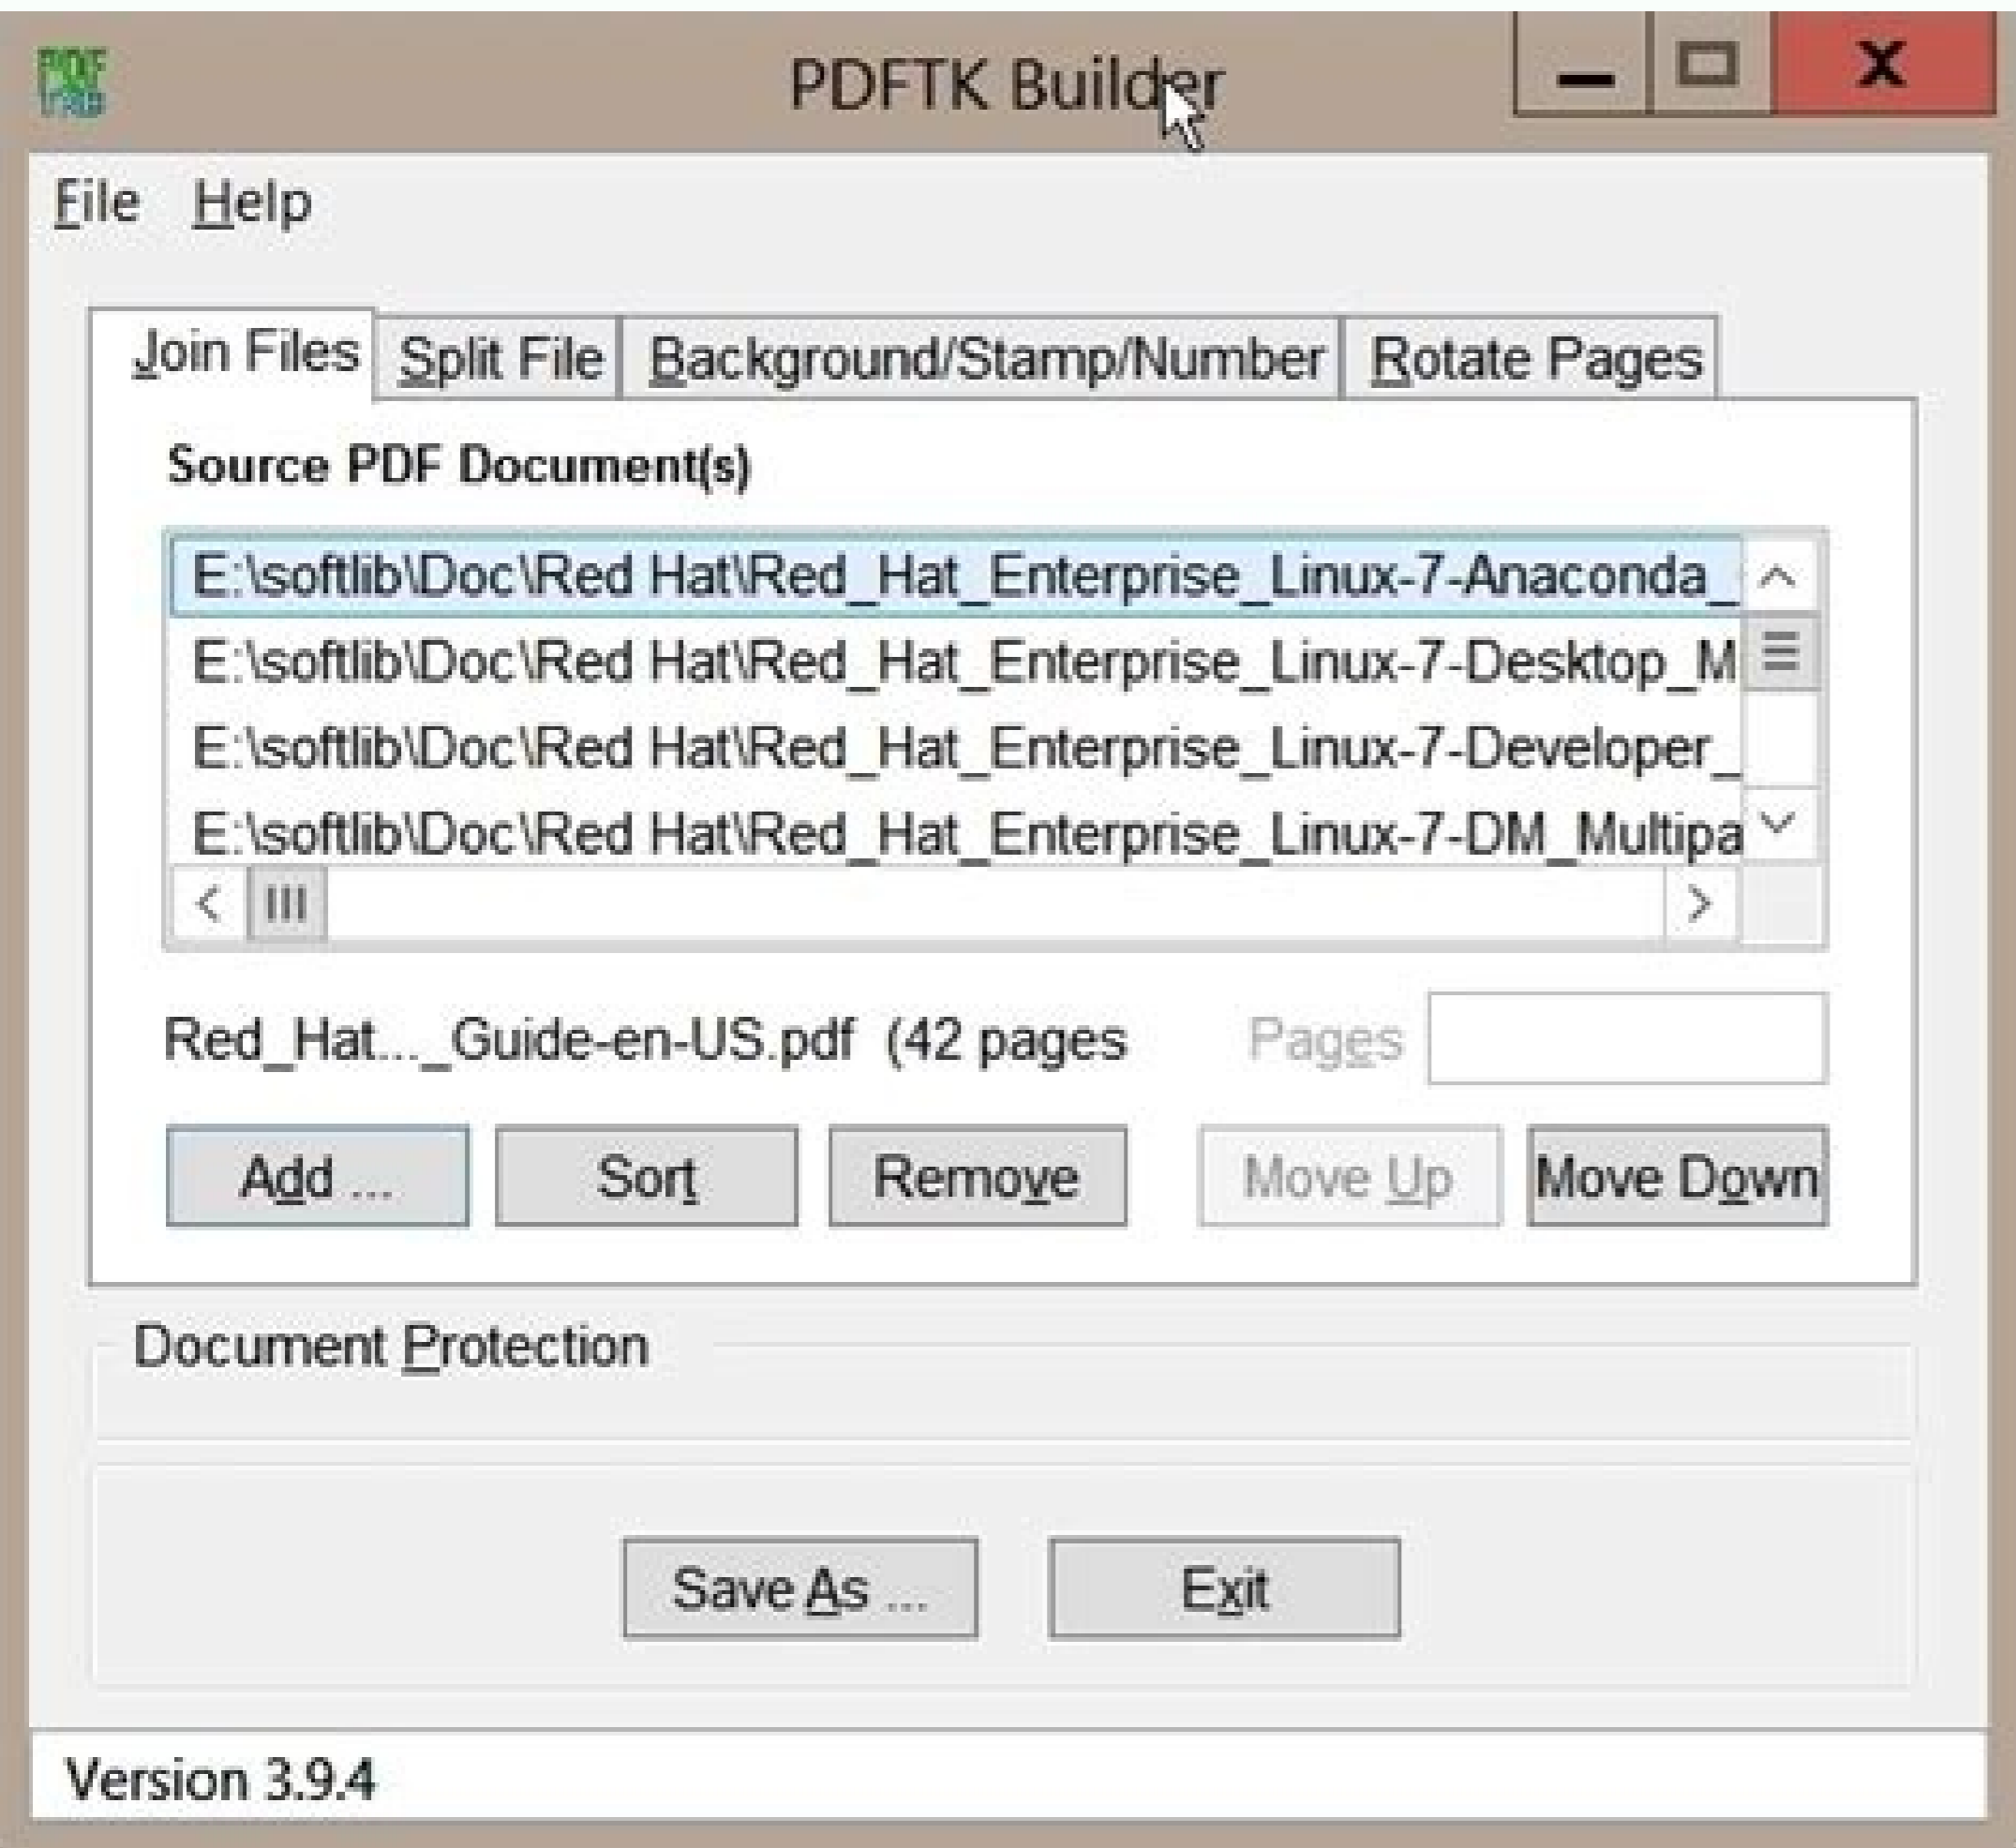 PDFTK Builder
File Help
Join Files Split File Background/Stamp/Number Rotate Pages
Source PDF Document(s)
E:\softlib\Doc\Red Hat\Red_Hat_Enterprise_Linux-7-Anaconda_
E:\softlib\Doc\Red Hat\Red_Hat_Enterprise_Linux-7-Desktop_M
E:\softlib\Doc\Red Hat\Red_Hat_Enterprise_Linux-7-Developer_
E:\softlib\Doc\Red Hat\Red_Hat_Enterprise_Linux-7-DM_Multipa
Red_Hat..._Guide-en-US.pdf (42 pages Pages
Add ... Sort Remove Move Up Move Down
Document Protection
Save As ... Exit
Version 3.9.4